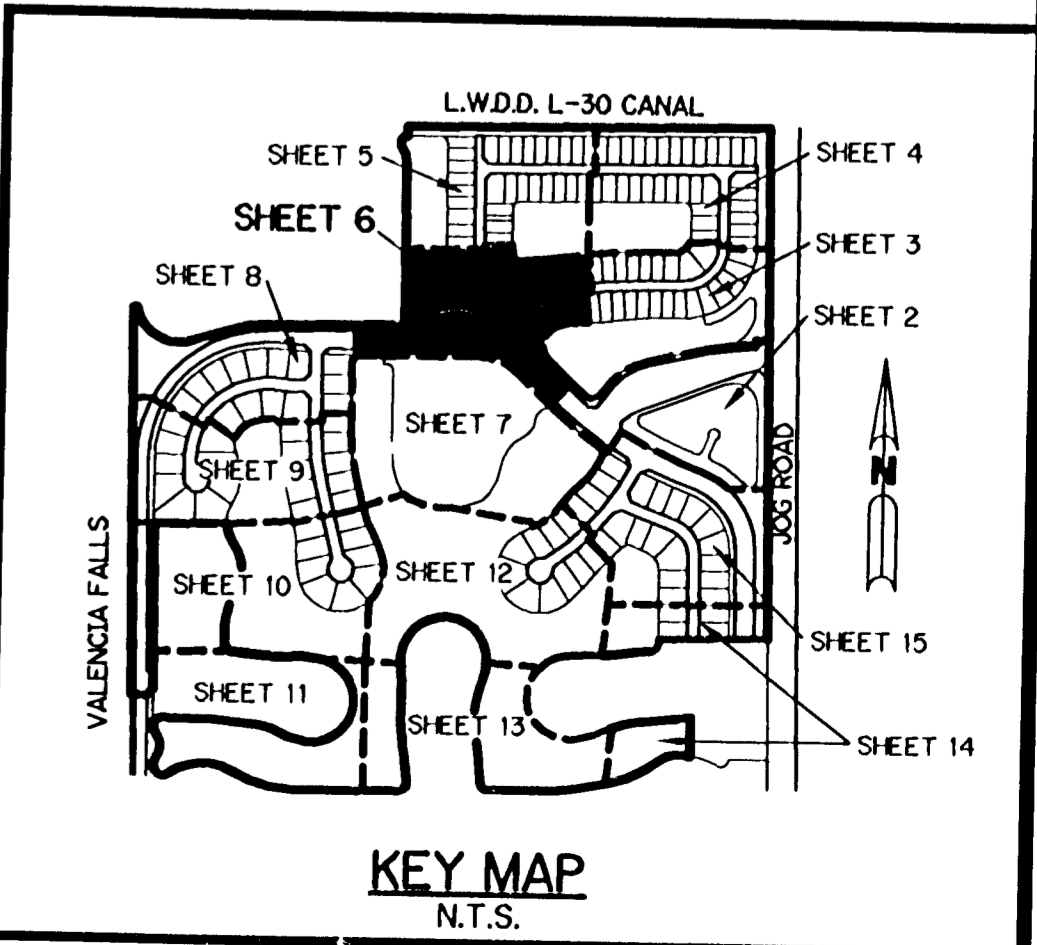 L.W.D.D. L-30 CANAL
SHEET 5
SHEET 4
SHEET 6
SHEET 3
SHEET 8
SHEET 2
SHEET 7
JOG ROAD
SHEET 9
N
VALENCIA FALLS
SHEET 10
SHEET 12
SHEET 15
SHEET 11
SHEET 13
SHEET 14
KEY MAP
N.T.S.